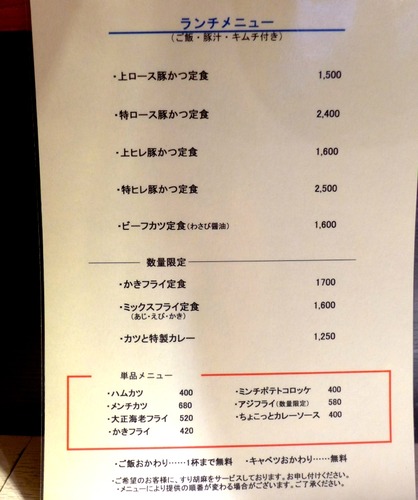 ランチメニュー
(ご飯・豚汁・キムチ付き)
・上ロース豚かつ定食 1,500
・特ロース豚かつ定食 2,400
・上ヒレ豚かつ定食 1,600
・特ヒレ豚かつ定食 2,500
・ビーフカツ定食(わさび醤油) 1,600
数量限定
・かきフライ定食 1700
・ミックスフライ定食 1,600
(あじ・えび・かき)
・カツと特製カレー 1,250
単品メニュー
・ハムカツ 400 ・ミンチポテトコロッケ 400
・メンチカツ 680 ・アジフライ(数量限定) 580
・大正海老フライ 520 ・ちょこっとカレーソース 400
・かきフライ 420
・ご飯おかわり……1杯まで無料 ・キャベツおかわり……無料
・ご希望のお客様に、すり胡麻をサービスしております。お申し付けください。
・メニューにより提供の順番が変わる場合がございます。ご了承ください。